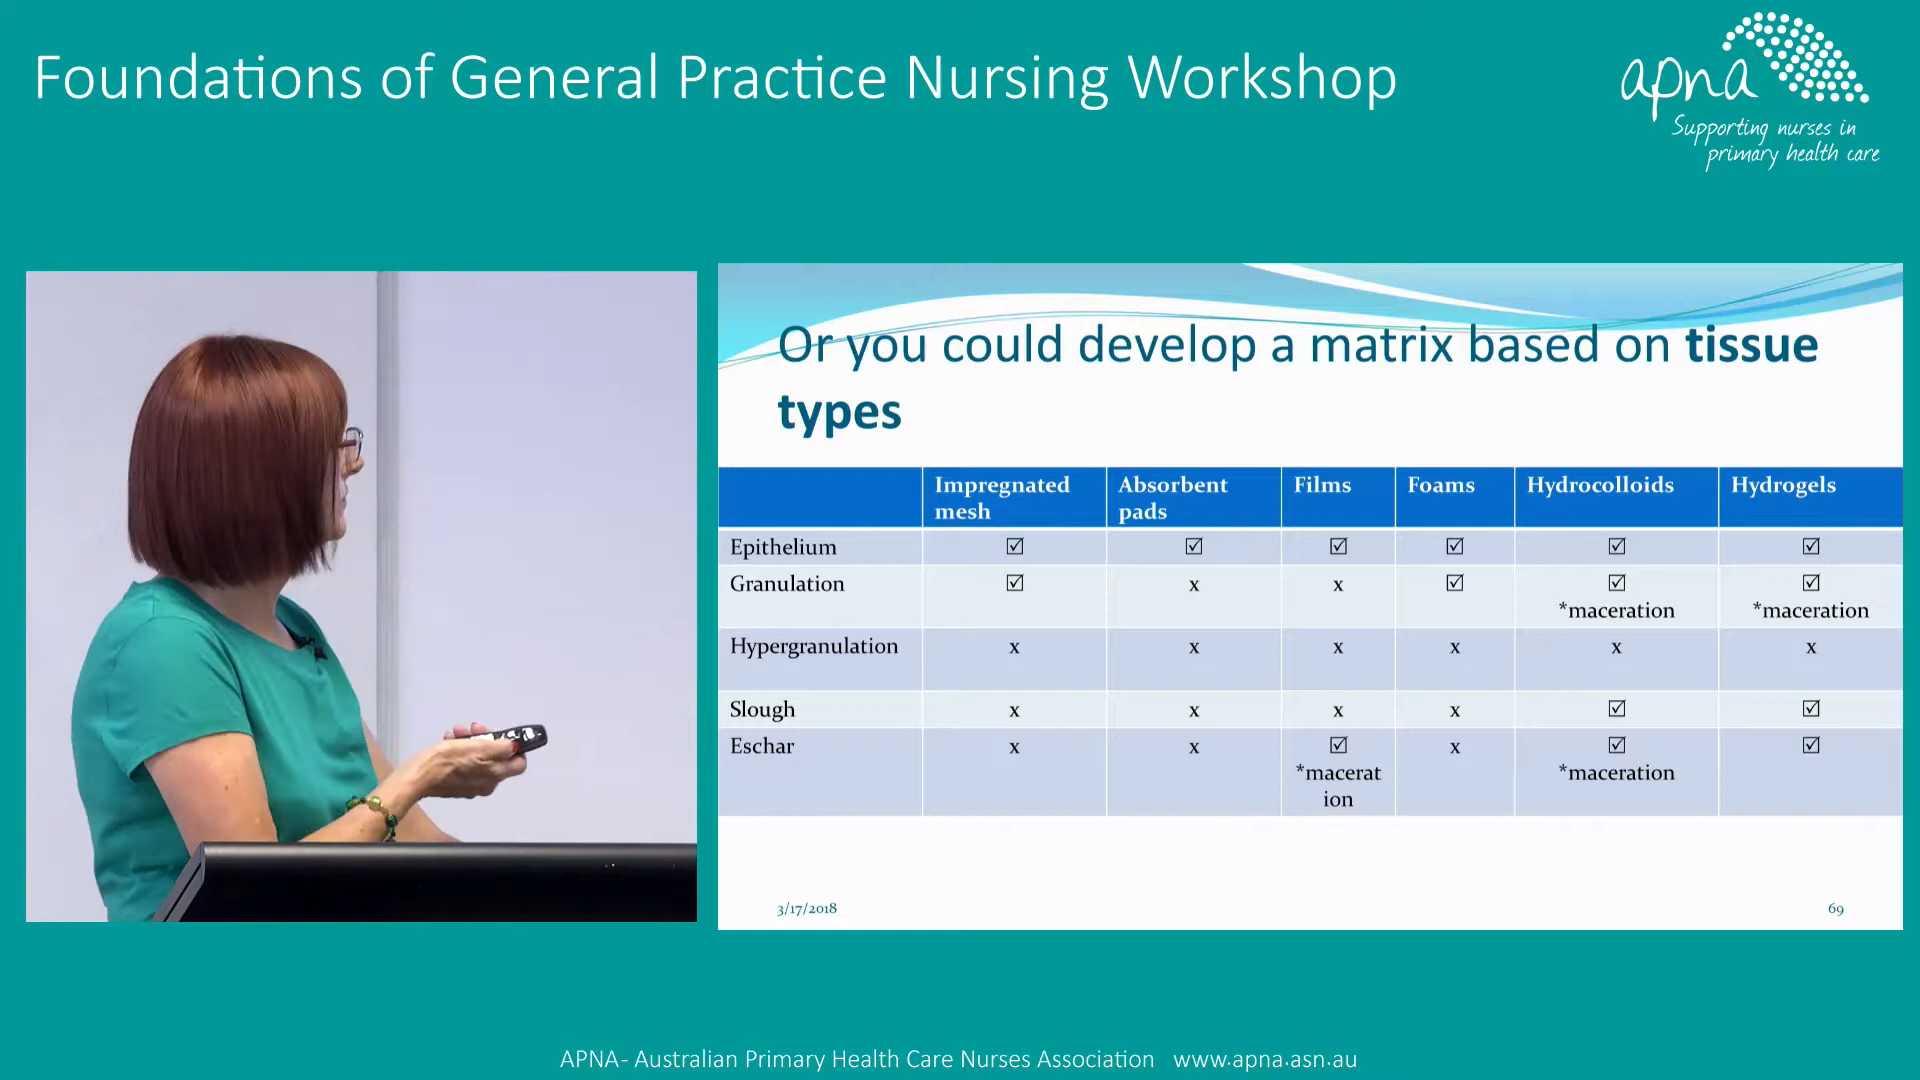 Foundations of General Practice Nursing Workshop
apna
Supporting nurses in
primary health care
Or you could develop a matrix based on tissue
types
Impregnated mesh Absorbent pads Films Foams Hydrocolloids Hydrogels
Epithelium ☑ ☑ ☑ ☑ ☑ ☑
Granulation ☑ x x ☑ ☑ *maceration ☑ *maceration
Hypergranulation x x x x x x
Slough x x x x ☑ ☑
Eschar x x ☑ *maceration x ☑ *maceration ☑
3/17/2018 69
APNA- Australian Primary Health Care Nurses Association www.apna.asn.au